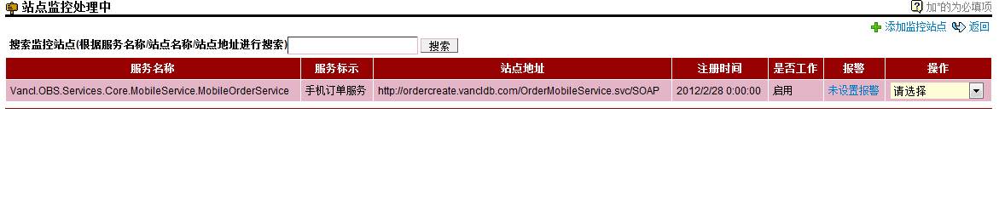 站点监控处理中 加*的为必填项
添加监控站点 返回
搜索监控站点(根据服务名称/站点名称/站点地址进行搜索) 搜索
服务名称 服务标示 站点地址 注册时间 是否工作 报警 操作
Vancl.OBS.Services.Core.MobileService.MobileOrderService 手机订单服务 http://ordercreate.vancldb.com/OrderMobileService.svc/SOAP 2012/2/28 0:00:00 启用 未设置报警 请选择